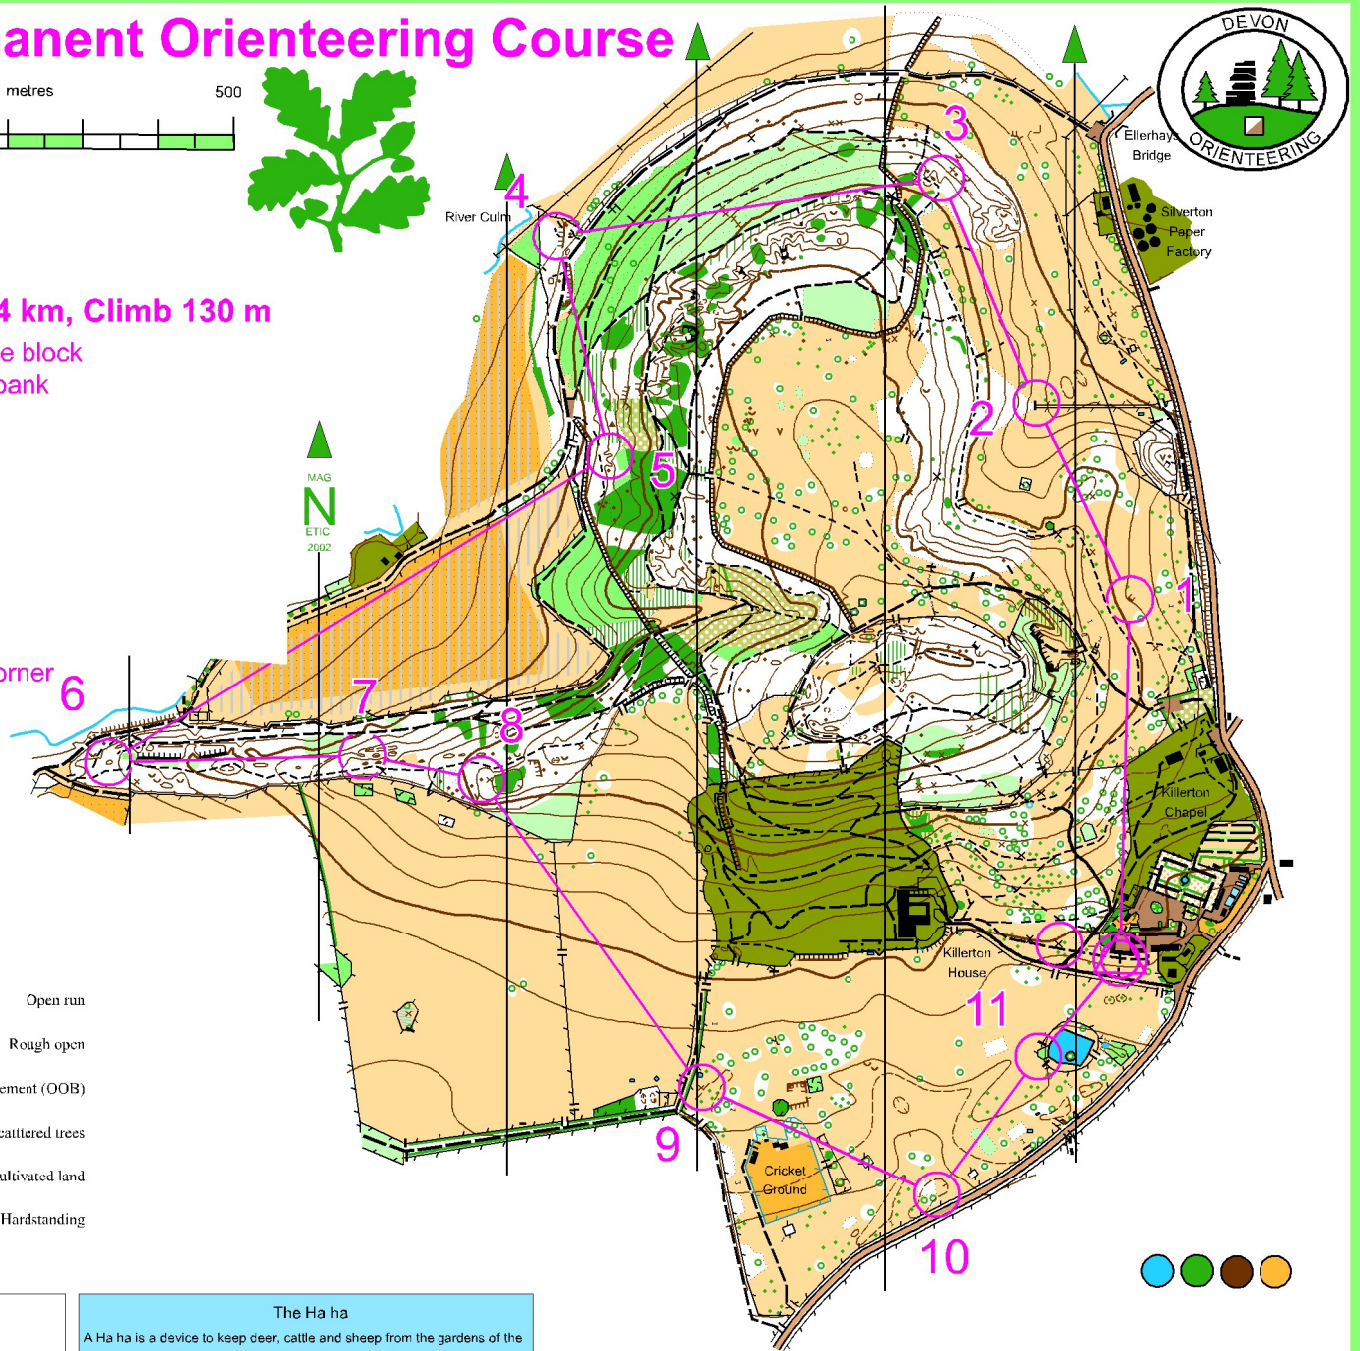 anent Orienteering Course
metres 500
DEVON
ORIENTEERING
4 km, Climb 130 m
e block
bank
orner
River Culm
Ellerhays
Bridge
Silverton
Paper
Factory
MAG
N
ETIC
2002
3
4
2
5
1
6
7
8
Killerton
Chapel
Killerton
House
11
9
Cricket
Ground
10
Open run
Rough open
ement (OOB)
cattered trees
ultivated land
Hardstanding
The Ha ha
A Ha ha is a device to keep deer, cattle and sheep from the gardens of the